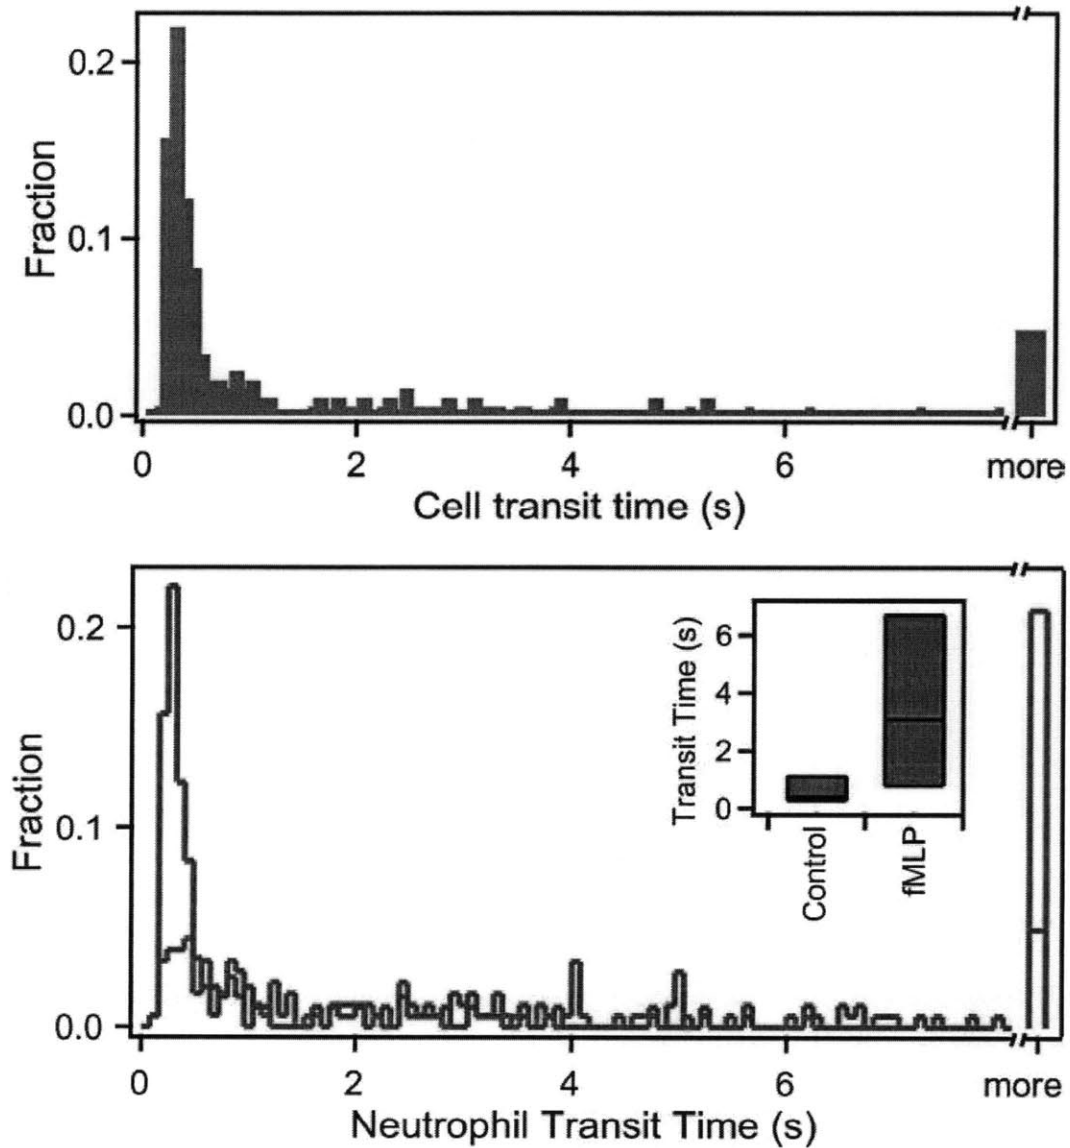 Fraction
0.2
0.1
0.0
0 2 4 6 more
Cell transit time (s)
Fraction
0.2
0.1
0.0
0 2 4 6 more
Neutrophil Transit Time (s)
Transit Time (s)
6
4
2
0
Control
fMLP